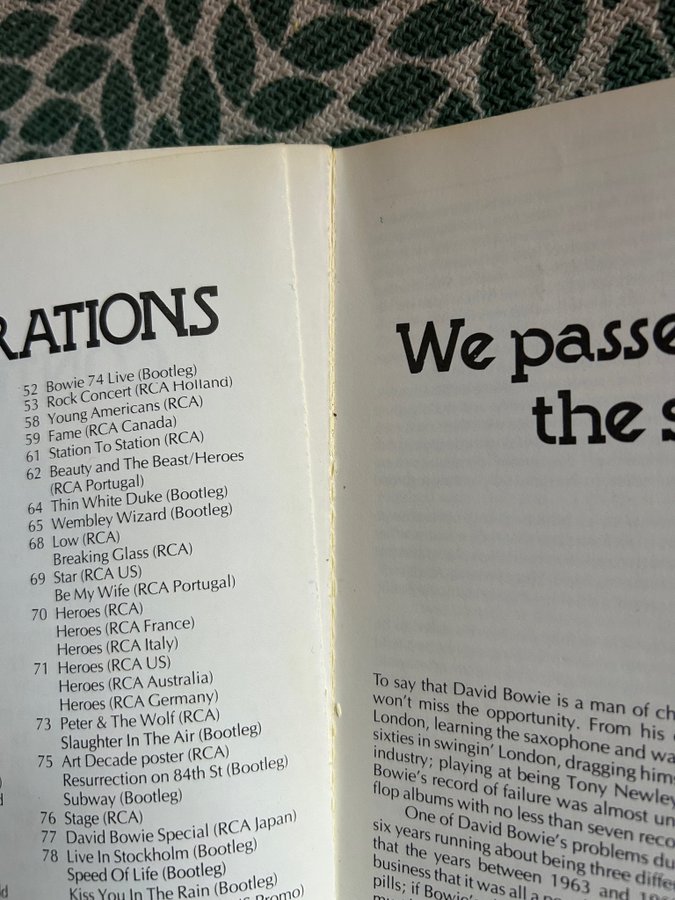 RATIONS
52 Bowie 74 Live (Bootleg)
53 Rock Concert (RCA Holland)
58 Young Americans (RCA)
59 Fame (RCA Canada)
61 Station To Station (RCA)
62 Beauty and The Beast/Heroes
(RCA Portugal)
64 Thin White Duke (Bootleg)
65 Wembley Wizard (Bootleg)
68 Low (RCA)
Breaking Glass (RCA)
69 Star (RCA US)
Be My Wife (RCA Portugal)
70 Heroes (RCA)
Heroes (RCA France)
Heroes (RCA Italy)
71 Heroes (RCA US)
Heroes (RCA Australia)
Heroes (RCA Germany)
73 Peter & The Wolf (RCA)
Slaughter In The Air (Bootleg)
75 Art Decade poster (RCA)
Resurrection on 84th St (Bootleg)
Subway (Bootleg)
76 Stage (RCA)
77 David Bowie Special (RCA Japan)
78 Live In Stockholm (Bootleg)
Speed Of Life (Bootleg)
Kiss You In The Rain (Bootleg)
Promo)
We passe
the s
To say that David Bowie is a man of ch
won't miss the opportunity. From his
London, learning the saxophone and wa
sixties in swingin' London, dragging hims
industry; playing at being Tony Newley
Bowie's record of failure was almost un
flop albums with no less than seven reco
One of David Bowie's problems du
six years running about being three differ
that the years between 1963 and
business that it was all a
pills; if Bowie's